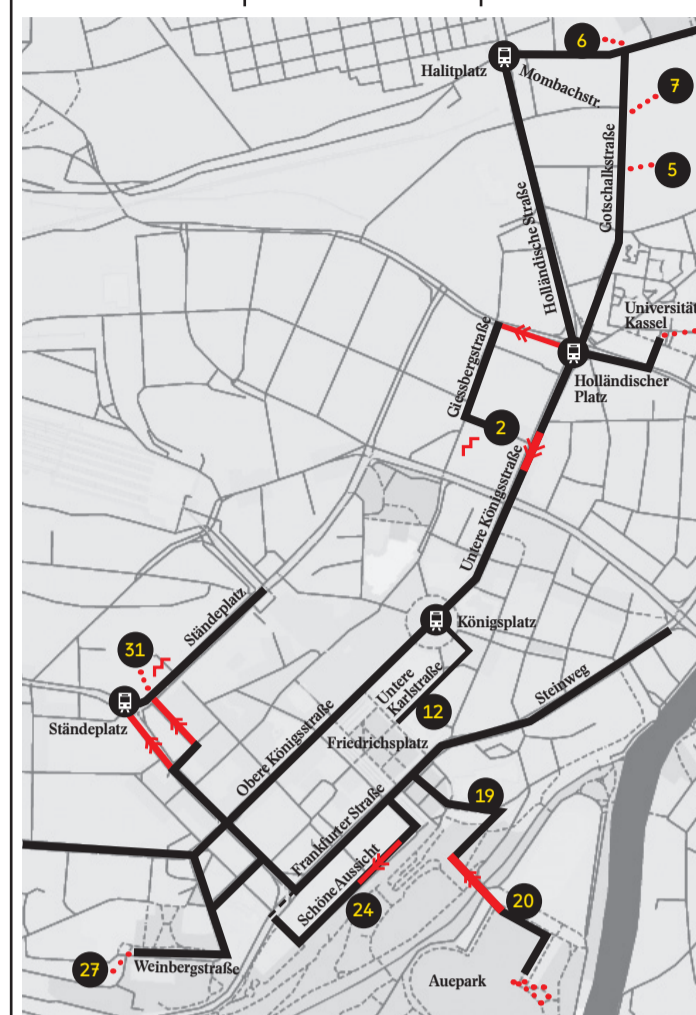 6
Halitplatz
Mombachstr.
7
5
Gotschalkstraße
Holländische Straße
Universität
Kassel
Giessbergstraße
Holländischer
Platz
2
Untere Königsstraße
Ständeplatz
Königsplatz
31
Untere
Karlstraße
Steinweg
12
Ständeplatz
Obere Königsstraße
Friedrichsplatz
19
Frankfurter Straße
Schöne Aussicht
24
20
27
Weinbergstraße
Auepark